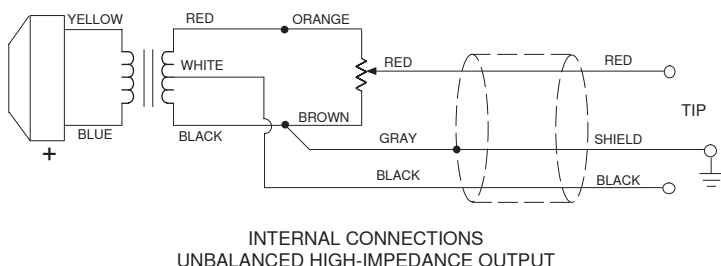 YELLOW
RED
ORANGE
WHITE
RED
RED
TIP
BLUE
BLACK
BROWN
+
GRAY
SHIELD
BLACK
BLACK
INTERNAL CONNECTIONS
UNBALANCED HIGH-IMPEDANCE OUTPUT